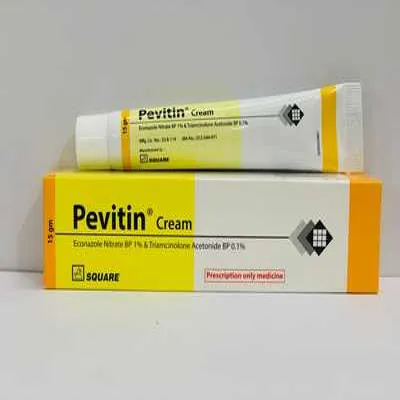 15 gm
Pevitin® Cream
Econazole Nitrate BP 1% & Triamcinolone Acetonide BP 0.1%
Manufactured by
SQUARE
15 gm
Pevitin® Cream
Econazole Nitrate BP 1% & Triamcinolone Acetonide BP 0.1%
SQUARE
Prescription only medicine